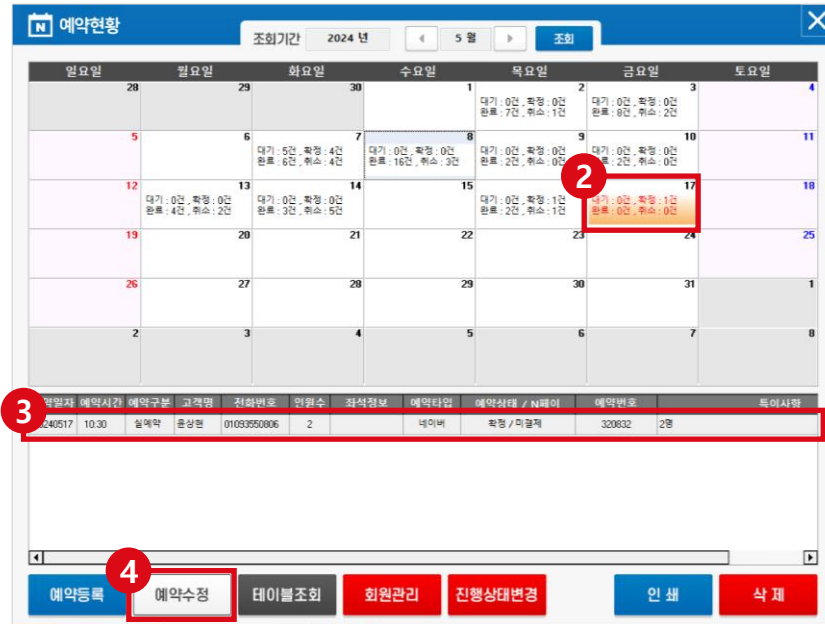 N 예약현황
조회기간 2024 년 5 월 조회
일요일 월요일 화요일 수요일 목요일 금요일 토요일
28 29 30 1 2 3 4
대기 : 0건 , 확정 : 0건 대기 : 0건 , 확정 : 0건
완료 : 7건 , 취소 : 1건 완료 : 8건 , 취소 : 2건
5 6 7 8 9 10 11
대기 : 5건 , 확정 : 4건 대기 : 0건 , 확정 : 0건 대기 : 0건 , 확정 : 0건 대기 : 0건 , 확정 : 0건
완료 : 6건 , 취소 : 4건 완료 : 16건 , 취소 : 3건 완료 : 2건 , 취소 : 0건 완료 : 2건 , 취소 : 0건
2
12 13 14 15 17 18
대기 : 0건 , 확정 : 0건 대기 : 0건 , 확정 : 0건 대기 : 0건 , 확정 : 1건 대기 : 0건 , 확정 : 1건
완료 : 4건 , 취소 : 2건 완료 : 3건 , 취소 : 5건 완료 : 2건 , 취소 : 1건 완료 : 0건 , 취소 : 0건
19 20 21 22 23 24 25
26 27 28 29 30 31 1
2 3 4 5 6 7 8
예약시간 예약구분 고객명 전화번호 인원수 좌석정보 예약타입 예약상태 / N페이 예약번호 특이사항
3
240517 10:30 실예약 윤상현 01093550806 2 네이버 확정 / 미결제 320832 2명
4
예약등록 예약수정 테이블조회 회원관리 진행상태변경 인 쇄 삭 제